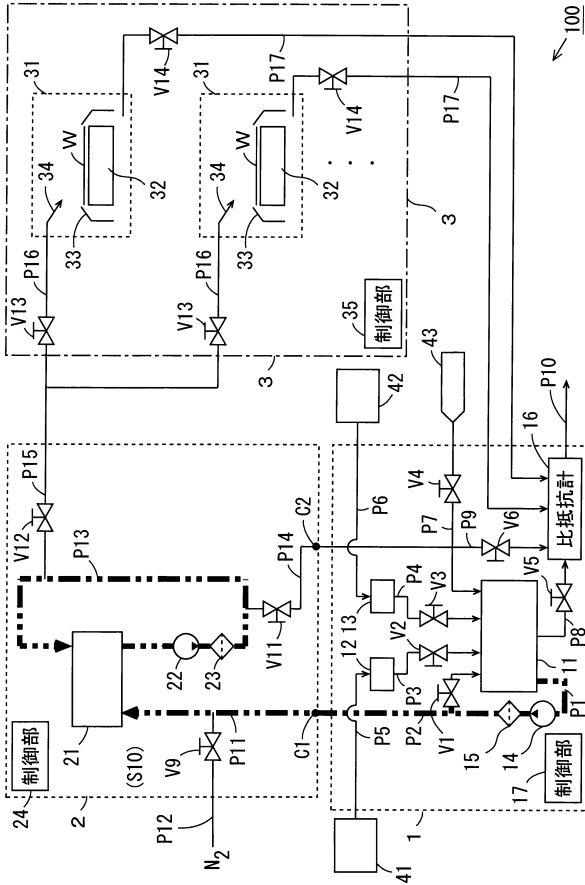 100
1
41
P5
17
制御部
C1
P2
V1
15
14
P1
12
P3
V2
13
P4
V3
11
P8
V5
P6
42
P7
V4
43
P9
V6
C2
16
比抵抗計
P10
2
24
制御部
N2
P12
V9
(S10)
P11
21
22
23
P13
V11
P14
V12
P15
3
3
35
制御部
V13
P16
33
34
W
32
31
V14
P17
V13
P16
33
34
W
32
31
V14
P17